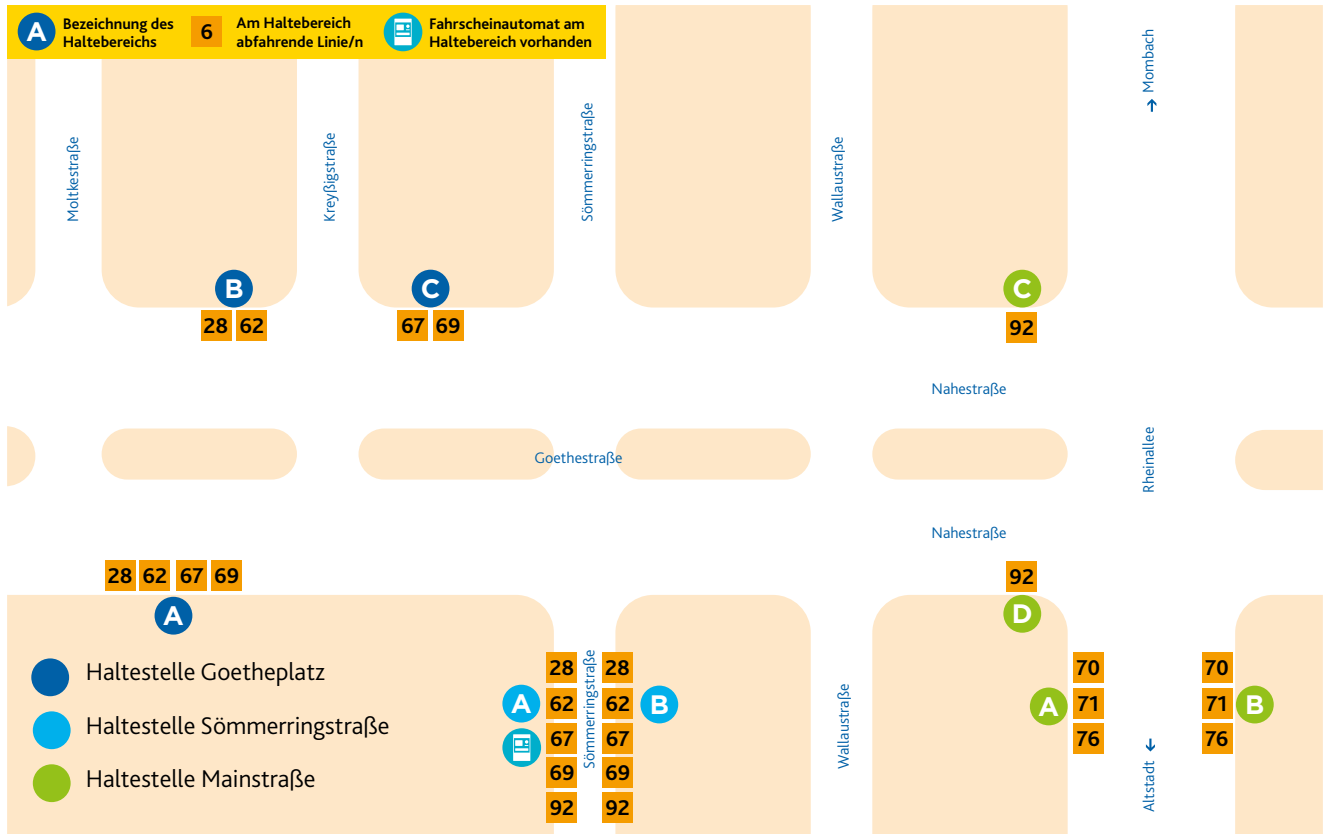 A Bezeichnung des
Haltebereichs
6 Am Haltebereich
abfahrende Linie/n
Fahrscheinautomat am
Haltebereich vorhanden
→ Mombach
Moltkestraße
Kreyßigstraße
Sömmerringstraße
Wallaustraße
B
28 62
C
67 69
C
92
Nahestraße
Goethestraße
Rheinallee
Nahestraße
28 62 67 69
A
92
D
Haltestelle Goetheplatz
Haltestelle Sömmerringstraße
Haltestelle Mainstraße
A
28
62
67
69
92
Sömmerringstraße
28
62
67
69
92
B
Wallaustraße
A
70
71
76
Altstadt →
70
71
76
B